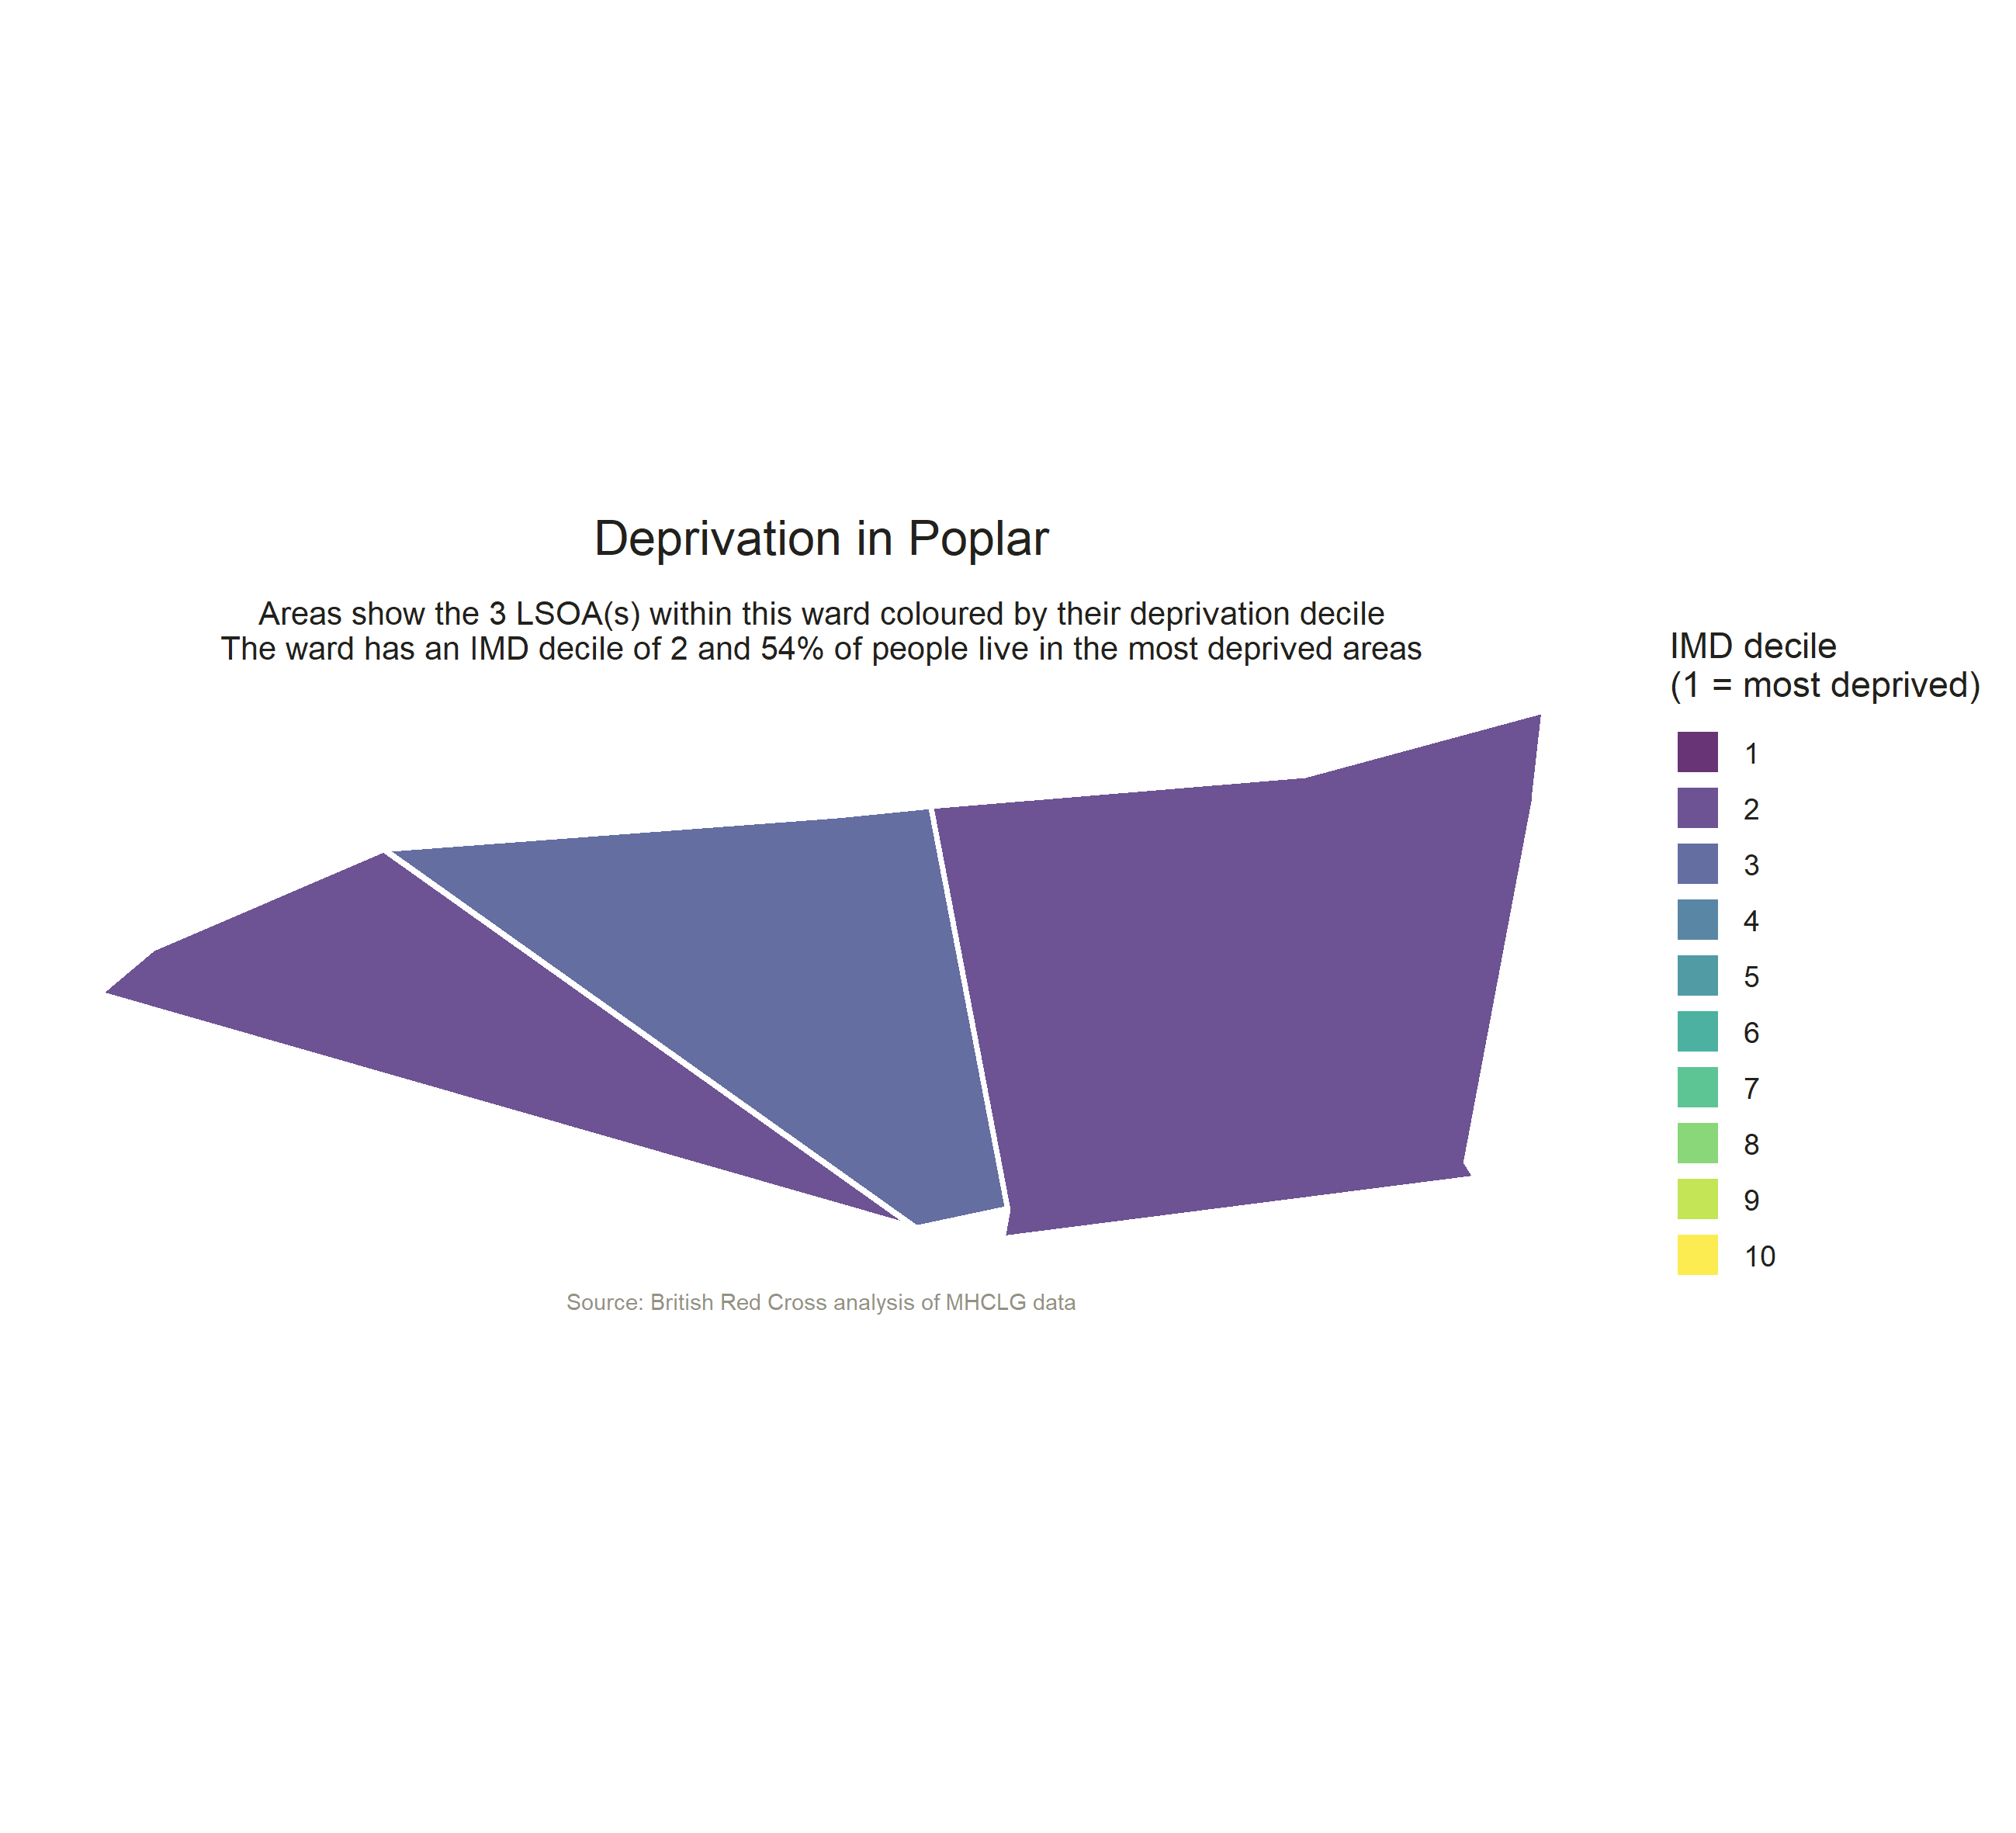 Deprivation in Poplar
Areas show the 3 LSOA(s) within this ward coloured by their deprivation decile
The ward has an IMD decile of 2 and 54% of people live in the most deprived areas
IMD decile
(1 = most deprived)
1
2
3
4
5
6
7
8
9
10
Source: British Red Cross analysis of MHCLG data